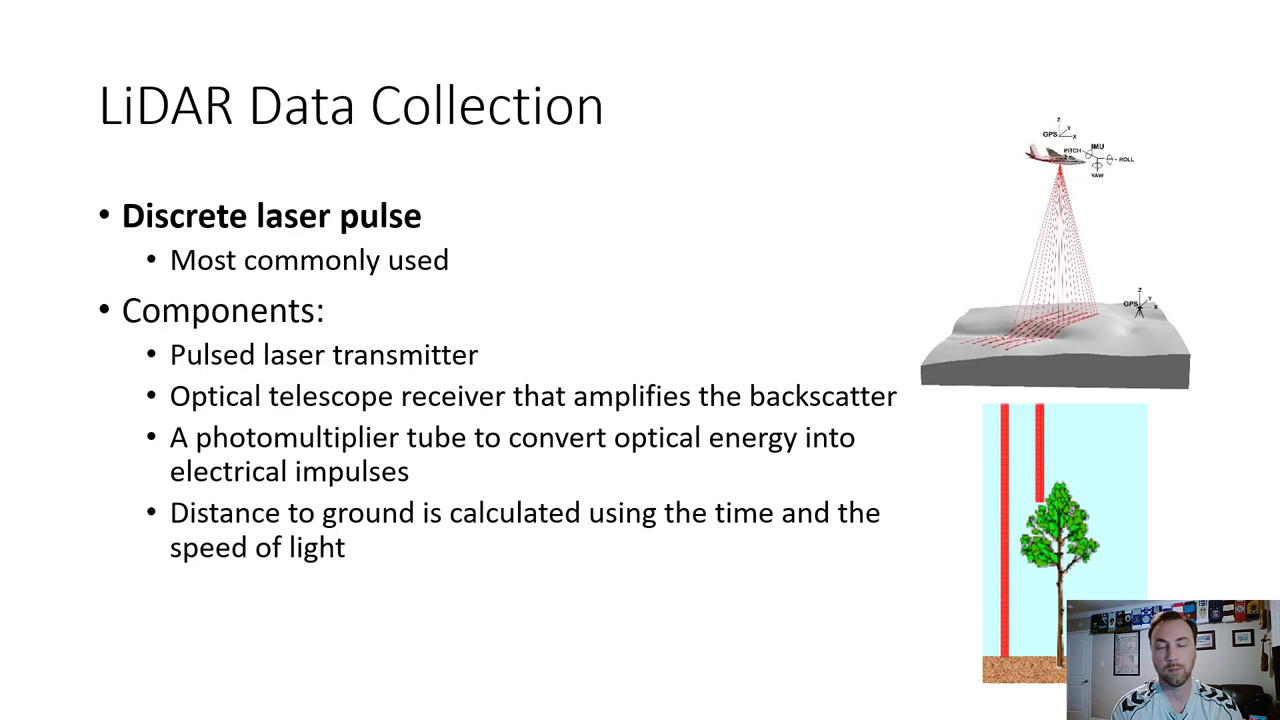 LiDAR Data Collection
• Discrete laser pulse
• Most commonly used
• Components:
• Pulsed laser transmitter
• Optical telescope receiver that amplifies the backscatter
• A photomultiplier tube to convert optical energy into
electrical impulses
• Distance to ground is calculated using the time and the
speed of light
Z
Y
GPS
X
PITCH
IMU
ROLL
YAW
Z
Y
GPS
X